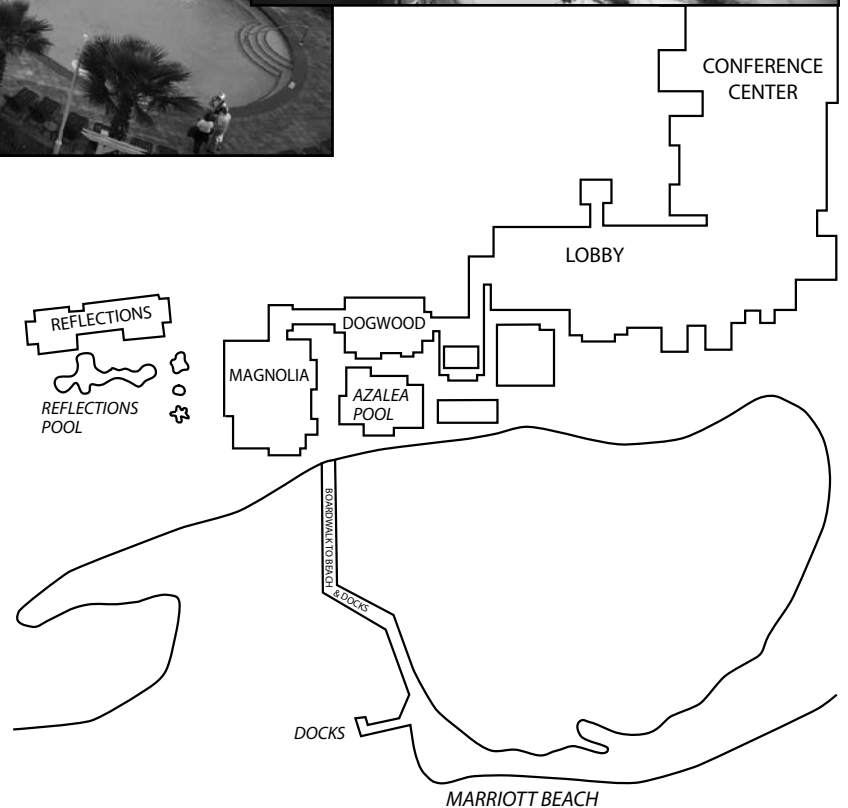 CONFERENCE
CENTER
LOBBY
REFLECTIONS
DOGWOOD
MAGNOLIA
AZALEA
POOL
REFLECTIONS
POOL
BOARDWALK TO BEACH
& DOCKS
DOCKS
MARRIOTT BEACH